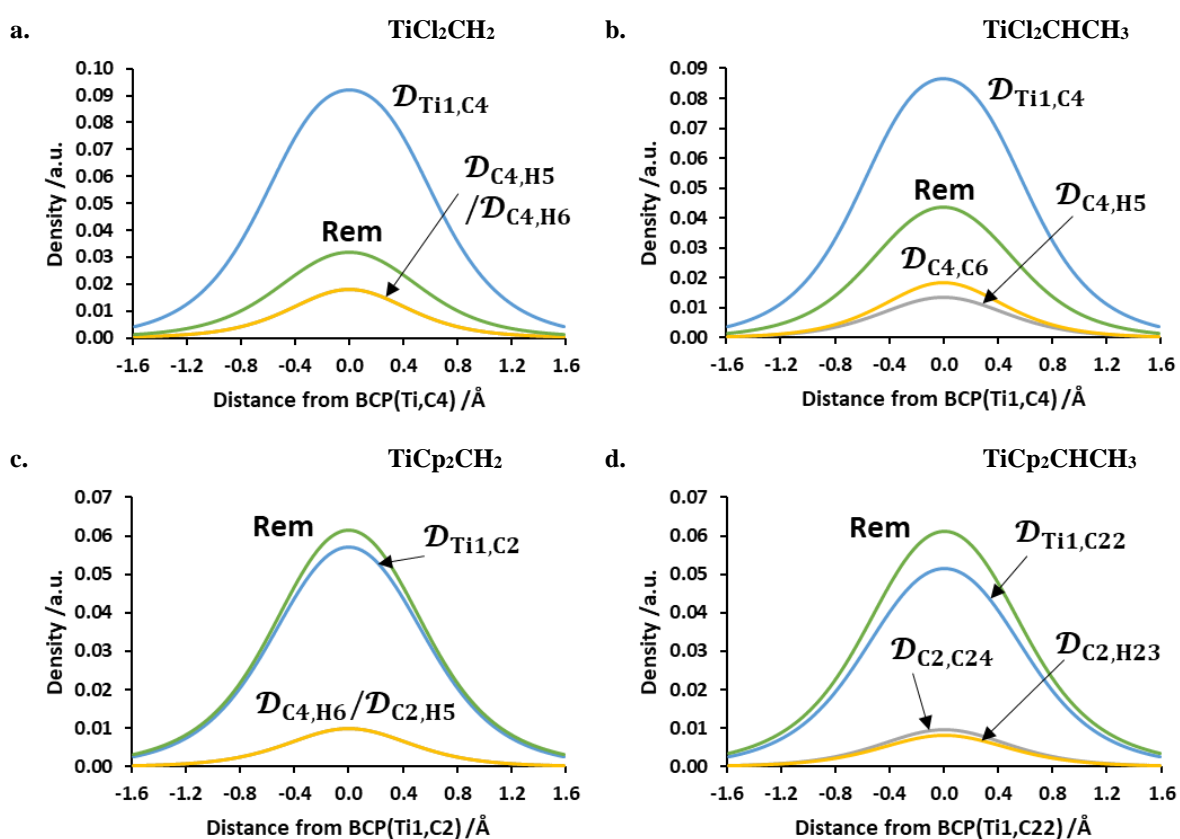 a. TiCl₂CH₂
0.10
0.09
0.08
0.07
0.06
0.05
0.04
0.03
0.02
0.01
0.00
Density /a.u.
𝒟Ti1,C4
𝒟C4,H5
/𝒟C4,H6
Rem
-1.6 -1.2 -0.8 -0.4 0.0 0.4 0.8 1.2 1.6
Distance from BCP(Ti,C4) /Å
b. TiCl₂CHCH₃
0.09
0.08
0.07
0.06
0.05
0.04
0.03
0.02
0.01
0.00
Density /a.u.
𝒟Ti1,C4
Rem
𝒟C4,H5
𝒟C4,C6
-1.6 -1.2 -0.8 -0.4 0.0 0.4 0.8 1.2 1.6
Distance from BCP(Ti1,C4) /Å
c. TiCp₂CH₂
0.07
0.06
0.05
0.04
0.03
0.02
0.01
0.00
Density /a.u.
Rem
𝒟Ti1,C2
𝒟C4,H6/𝒟C2,H5
-1.6 -1.2 -0.8 -0.4 0.0 0.4 0.8 1.2 1.6
Distance from BCP(Ti1,C2) /Å
d. TiCp₂CHCH₃
0.07
0.06
0.05
0.04
0.03
0.02
0.01
0.00
Density /a.u.
Rem
𝒟Ti1,C22
𝒟C2,C24
𝒟C2,H23
-1.6 -1.2 -0.8 -0.4 0.0 0.4 0.8 1.2 1.6
Distance from BCP(Ti1,C22) /Å